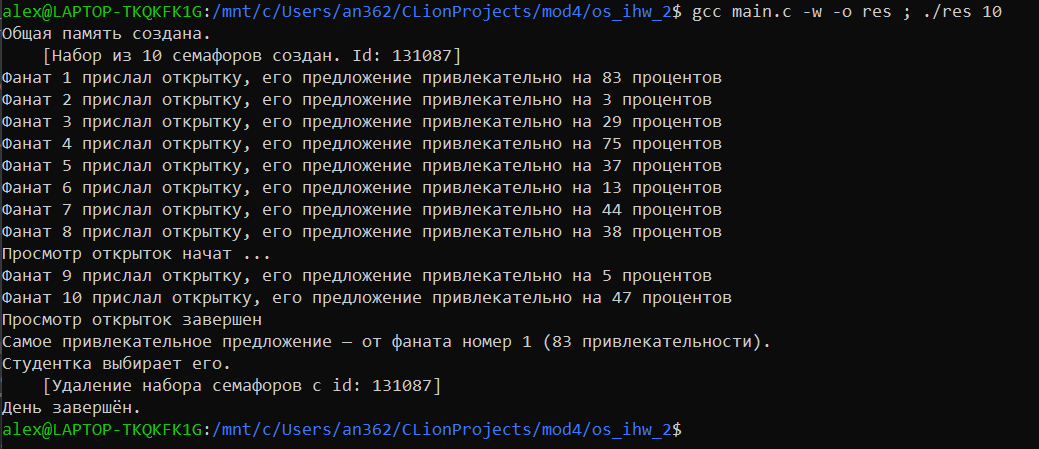 alex@LAPTOP-TKQKFK1G:/mnt/c/Users/an362/CLionProjects/mod4/os_ihw_2$ gcc main.c -w -o res ; ./res 10
Общая память создана.
[Набор из 10 семафоров создан. Id: 131087]
Фанат 1 прислал открытку, его предложение привлекательно на 83 процентов
Фанат 2 прислал открытку, его предложение привлекательно на 3 процентов
Фанат 3 прислал открытку, его предложение привлекательно на 29 процентов
Фанат 4 прислал открытку, его предложение привлекательно на 75 процентов
Фанат 5 прислал открытку, его предложение привлекательно на 37 процентов
Фанат 6 прислал открытку, его предложение привлекательно на 13 процентов
Фанат 7 прислал открытку, его предложение привлекательно на 44 процентов
Фанат 8 прислал открытку, его предложение привлекательно на 38 процентов
Просмотр открыток начат ...
Фанат 9 прислал открытку, его предложение привлекательно на 5 процентов
Фанат 10 прислал открытку, его предложение привлекательно на 47 процентов
Просмотр открыток завершен
Самое привлекательное предложение — от фаната номер 1 (83 привлекательности).
Студентка выбирает его.
[Удаление набора семафоров с id: 131087]
День завершён.
alex@LAPTOP-TKQKFK1G:/mnt/c/Users/an362/CLionProjects/mod4/os_ihw_2$